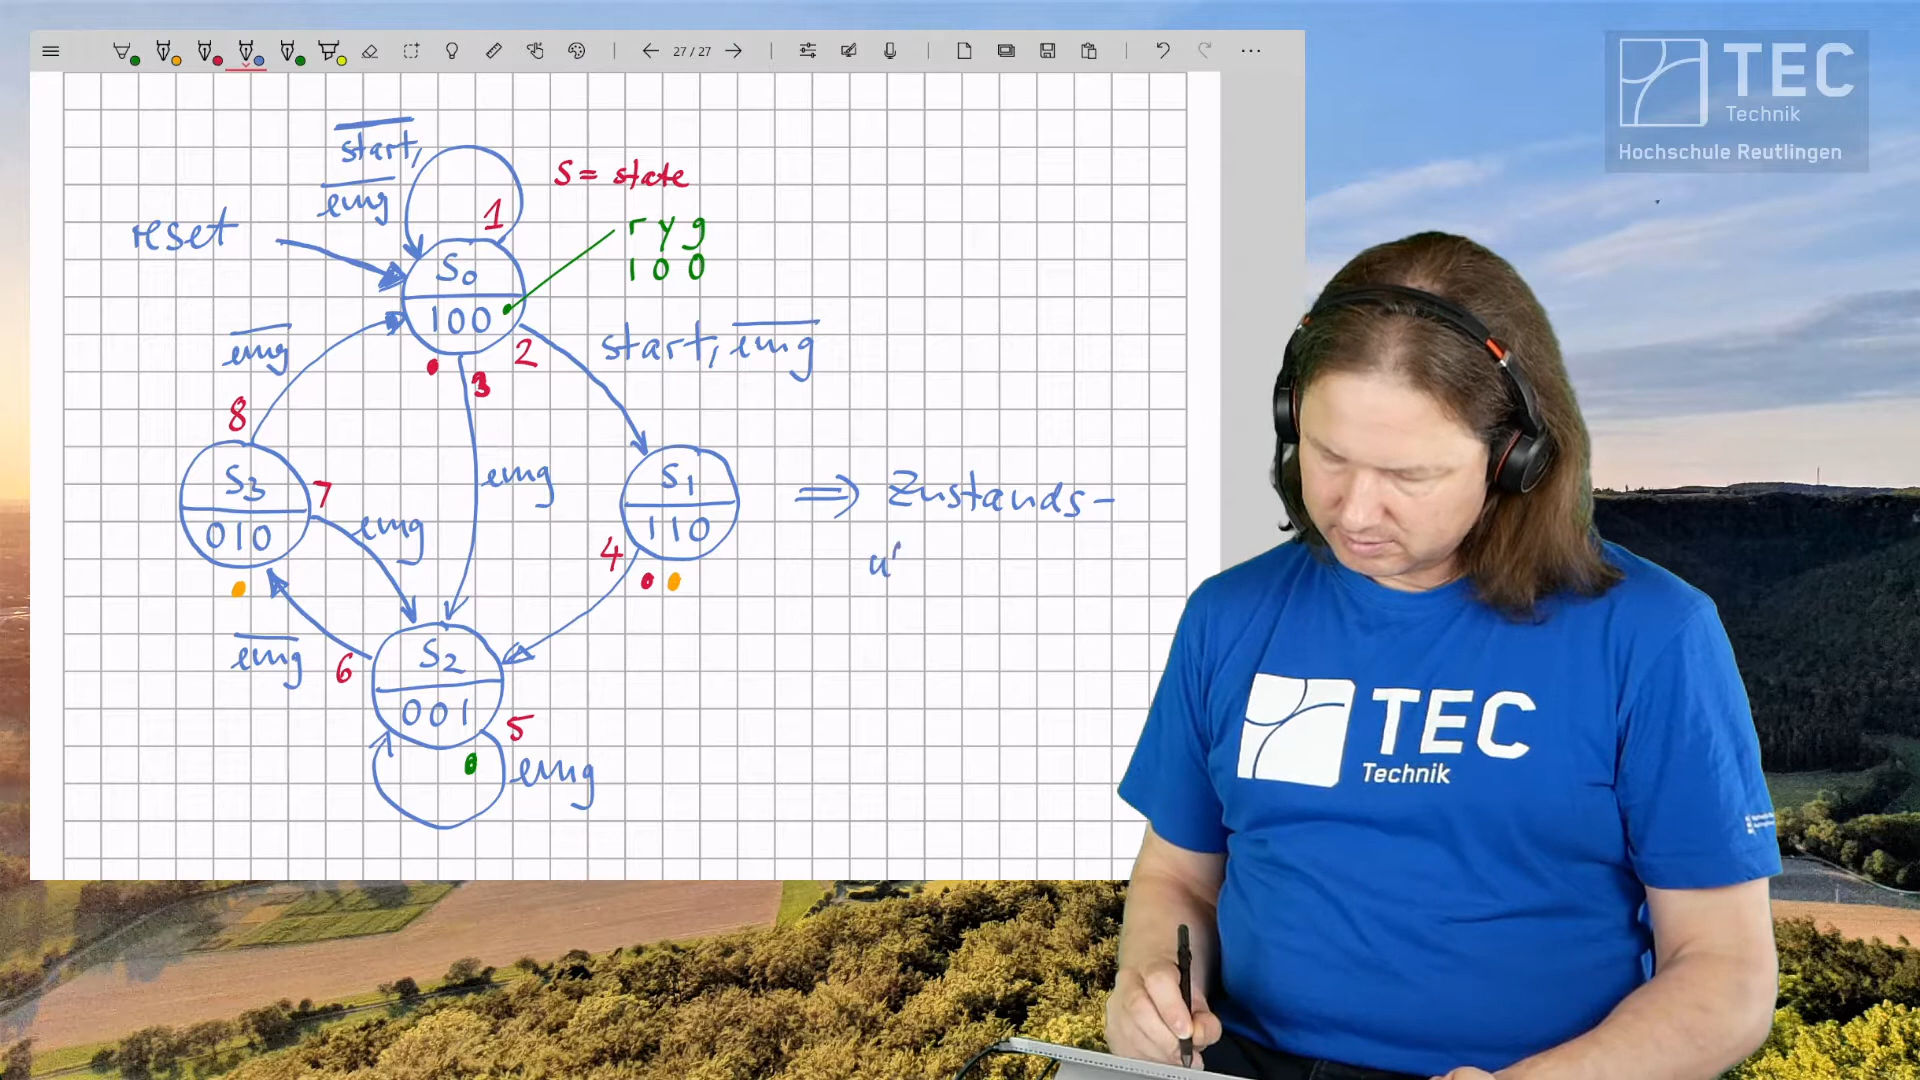 27 / 27
TEC
Technik
Hochschule Reutlingen
start,
emg
reset
S = state
r y g
1 0 0
1
S0
100
2
3
start, emg
emg
8
S3
010
7
emg
emg
S1
110
4
⇒ Zustands-
ü
emg
6
S2
001
5
emg
TEC
Technik